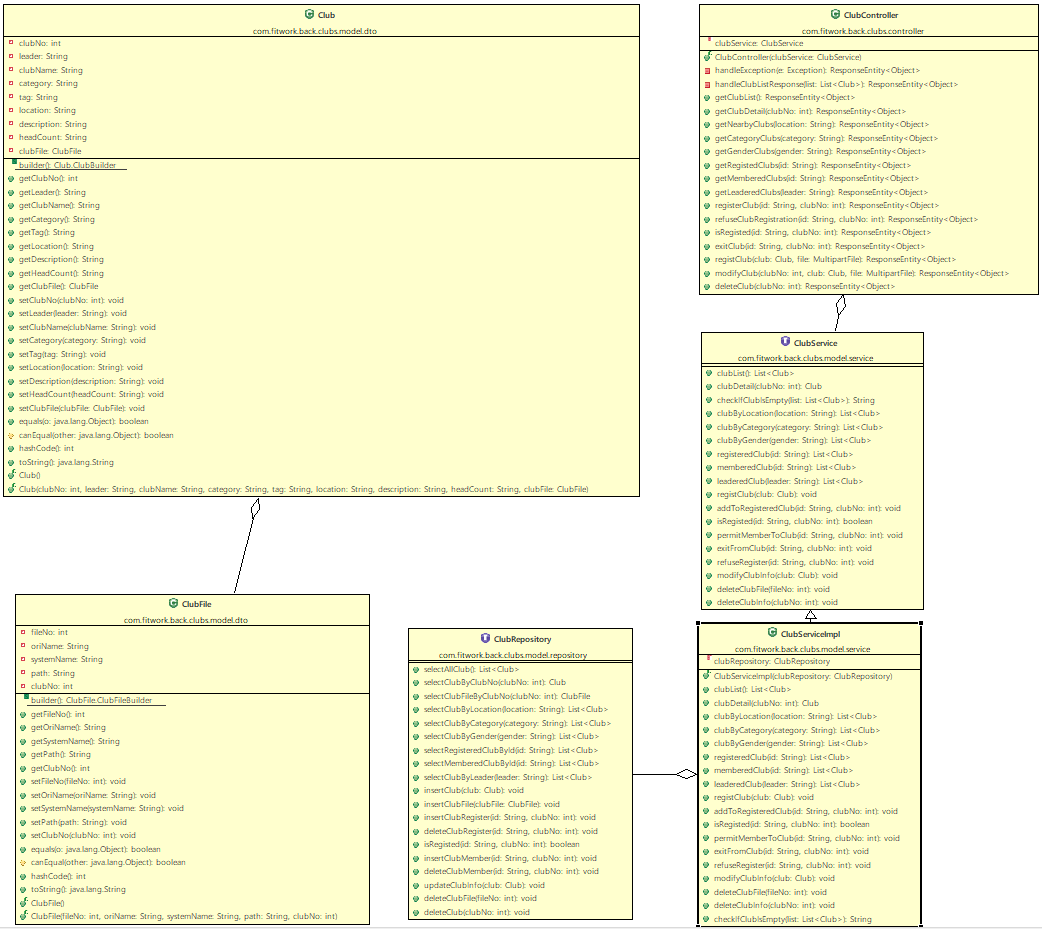 Club
com.fitwork.back.clubs.model.dto
clubNo: int
leader: String
clubName: String
category: String
tag: String
location: String
description: String
headCount: String
clubFile: ClubFile
builder(): Club.ClubBuilder
getClubNo(): int
getLeader(): String
getClubName(): String
getCategory(): String
getTag(): String
getLocation(): String
getDescription(): String
getHeadCount(): String
getClubFile(): ClubFile
setClubNo(clubNo: int): void
setLeader(leader: String): void
setClubName(clubName: String): void
setCategory(category: String): void
setTag(tag: String): void
setLocation(location: String): void
setDescription(description: String): void
setHeadCount(headCount: String): void
setClubFile(clubFile: ClubFile): void
equals(o: java.lang.Object): boolean
canEqual(other: java.lang.Object): boolean
hashCode(): int
toString(): java.lang.String
Club()
Club(clubNo: int, leader: String, clubName: String, category: String, tag: String, location: String, description: String, headCount: String, clubFile: ClubFile)
ClubController
com.fitwork.back.clubs.controller
clubService: ClubService
ClubController(clubService: ClubService)
handleException(e: Exception): ResponseEntity<Object>
handleClubListResponse(list: List<Club>): ResponseEntity<Object>
getClubList(): ResponseEntity<Object>
getClubDetail(clubNo: int): ResponseEntity<Object>
getNearbyClubs(location: String): ResponseEntity<Object>
getCategoryClubs(category: String): ResponseEntity<Object>
getGenderClubs(gender: String): ResponseEntity<Object>
getRegistedClubs(id: String): ResponseEntity<Object>
getMemberedClubs(id: String): ResponseEntity<Object>
getLeaderedClubs(leader: String): ResponseEntity<Object>
registerClub(id: String, clubNo: int): ResponseEntity<Object>
refuseClubRegistration(id: String, clubNo: int): ResponseEntity<Object>
isRegisted(id: String, clubNo: int): ResponseEntity<Object>
exitClub(id: String, clubNo: int): ResponseEntity<Object>
registClub(club: Club, file: MultipartFile): ResponseEntity<Object>
modifyClub(clubNo: int, club: Club, file: MultipartFile): ResponseEntity<Object>
deleteClub(clubNo: int): ResponseEntity<Object>
ClubService
com.fitwork.back.clubs.model.service
clubList(): List<Club>
clubDetail(clubNo: int): Club
checkIfClubIsEmpty(list: List<Club>): String
clubByLocation(location: String): List<Club>
clubByCategory(category: String): List<Club>
clubByGender(gender: String): List<Club>
registeredClub(id: String): List<Club>
memberedClub(id: String): List<Club>
leaderedClub(leader: String): List<Club>
registClub(club: Club): void
addToRegisteredClub(id: String, clubNo: int): void
isRegisted(id: String, clubNo: int): boolean
permitMemberToClub(id: String, clubNo: int): void
exitFromClub(id: String, clubNo: int): void
refuseRegister(id: String, clubNo: int): void
modifyClubInfo(club: Club): void
deleteClubFile(fileNo: int): void
deleteClubInfo(clubNo: int): void
ClubFile
com.fitwork.back.clubs.model.dto
fileNo: int
oriName: String
systemName: String
path: String
clubNo: int
builder(): ClubFile.ClubFileBuilder
getFileNo(): int
getOriName(): String
getSystemName(): String
getPath(): String
getClubNo(): int
setFileNo(fileNo: int): void
setOriName(oriName: String): void
setSystemName(systemName: String): void
setPath(path: String): void
setClubNo(clubNo: int): void
equals(o: java.lang.Object): boolean
canEqual(other: java.lang.Object): boolean
hashCode(): int
toString(): java.lang.String
ClubFile()
ClubFile(fileNo: int, oriName: String, systemName: String, path: String, clubNo: int)
ClubRepository
com.fitwork.back.clubs.model.repository
selectAllClub(): List<Club>
selectClubByClubNo(clubNo: int): Club
selectClubFileByClubNo(clubNo: int): ClubFile
selectClubByLocation(location: String): List<Club>
selectClubByCategory(category: String): List<Club>
selectClubByGender(gender: String): List<Club>
selectRegisteredClubById(id: String): List<Club>
selectMemberedClubById(id: String): List<Club>
selectClubByLeader(leader: String): List<Club>
insertClub(club: Club): void
insertClubFile(clubFile: ClubFile): void
insertClubRegister(id: String, clubNo: int): void
deleteClubRegister(id: String, clubNo: int): void
isRegisted(id: String, clubNo: int): boolean
insertClubMember(id: String, clubNo: int): void
deleteClubMember(id: String, clubNo: int): void
updateClubInfo(club: Club): void
deleteClubFile(fileNo: int): void
deleteClub(clubNo: int): void
ClubServiceImpl
com.fitwork.back.clubs.model.service
clubRepository: ClubRepository
ClubServiceImpl(clubRepository: ClubRepository)
clubList(): List<Club>
clubDetail(clubNo: int): Club
clubByLocation(location: String): List<Club>
clubByCategory(category: String): List<Club>
clubByGender(gender: String): List<Club>
registeredClub(id: String): List<Club>
memberedClub(id: String): List<Club>
leaderedClub(leader: String): List<Club>
registClub(club: Club): void
addToRegisteredClub(id: String, clubNo: int): void
isRegisted(id: String, clubNo: int): boolean
permitMemberToClub(id: String, clubNo: int): void
exitFromClub(id: String, clubNo: int): void
refuseRegister(id: String, clubNo: int): void
modifyClubInfo(club: Club): void
deleteClubFile(fileNo: int): void
deleteClubInfo(clubNo: int): void
checkIfClubIsEmpty(list: List<Club>): String